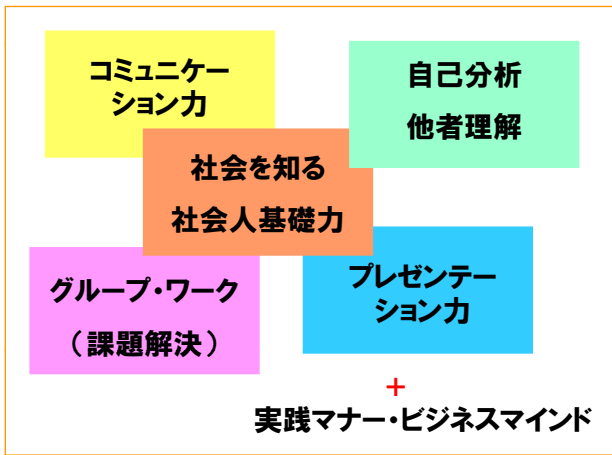 コミュニケー
ション力
自己分析
他者理解
社会を知る
社会人基礎力
グループ・ワーク
（課題解決）
プレゼンテー
ション力
+
実践マナー・ビジネスマインド